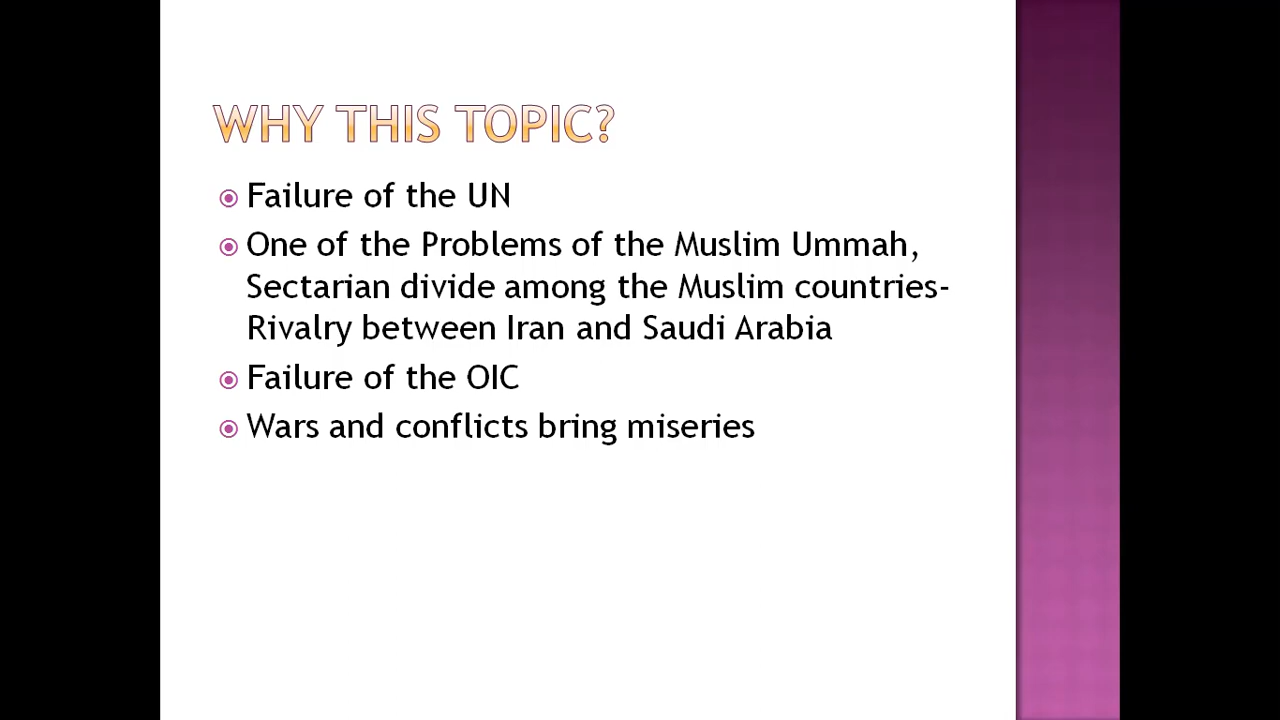 WHY THIS TOPIC?
Failure of the UN
One of the Problems of the Muslim Ummah,
Sectarian divide among the Muslim countries-
Rivalry between Iran and Saudi Arabia
Failure of the OIC
Wars and conflicts bring miseries